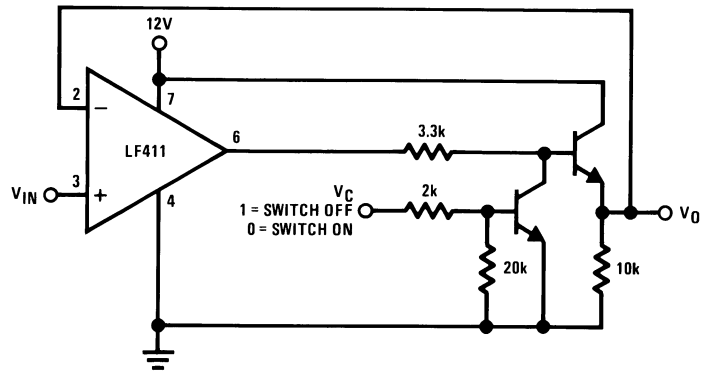 12V
2
7
−
LF411
6
3.3k
3
+
V_IN
4
V_C
1 = SWITCH OFF
0 = SWITCH ON
2k
V_O
20k
10k